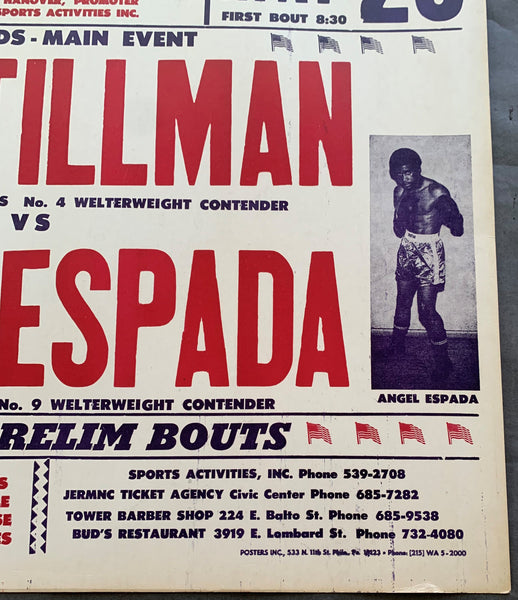 HANOVER, PROMOTER
SPORTS ACTIVITIES INC.
FIRST BOUT 8:30
DS - MAIN EVENT
TILLMAN
S No. 4 WELTERWEIGHT CONTENDER
VS
ESPADA
No. 9 WELTERWEIGHT CONTENDER
ANGEL ESPADA
RELIM BOUTS
S
LE
SE
ES
SPORTS ACTIVITIES, INC. Phone 539-2708
JERMNC TICKET AGENCY Civic Center Phone 685-7282
TOWER BARBER SHOP 224 E. Balto St. Phone 685-9538
BUD'S RESTAURANT 3919 E. Lombard St. Phone 732-4080
POSTERS INC., 533 N. 11th St. Phila. Pa. 19123 • Phone: [215] WA 5-2000